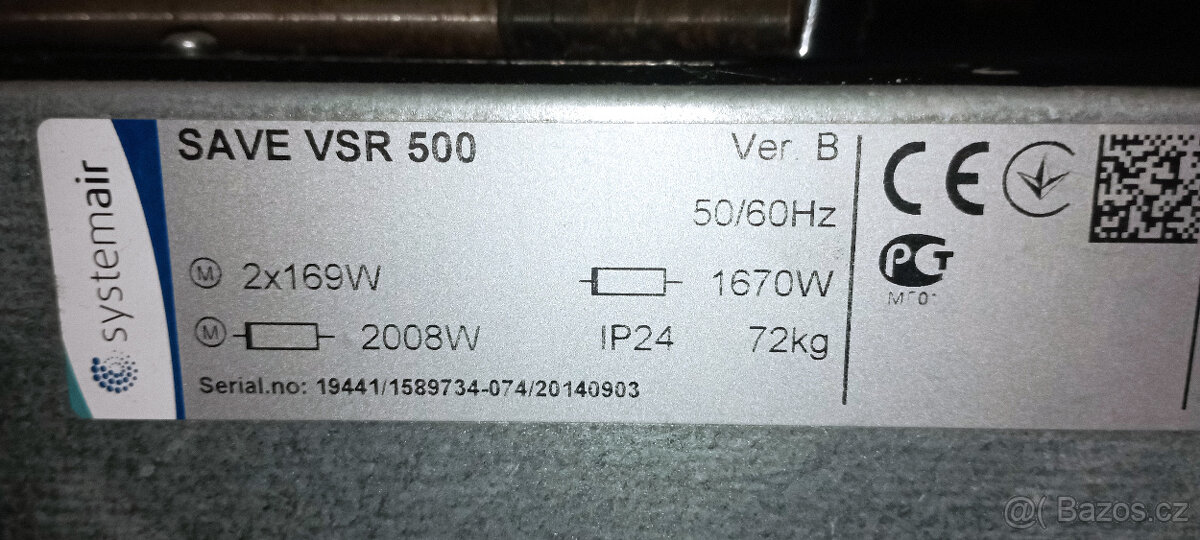 systemair
SAVE VSR 500 Ver. B
50/60Hz
M 2x169W 1670W
M 2008W IP24 72kg
Serial.no: 19441/1589734-074/20140903
CE
РСТ
@( Bazos.cz